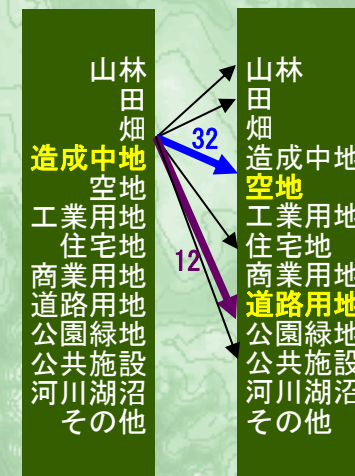 山林
田
畑
造成中地
空地
工業用地
住宅地
商業用地
道路用地
公園緑地
公共施設
河川湖沼
その他
32
12
山林
田
畑
造成中地
空地
工業用地
住宅地
商業用地
道路用地
公園緑地
公共施設
河川湖沼
その他